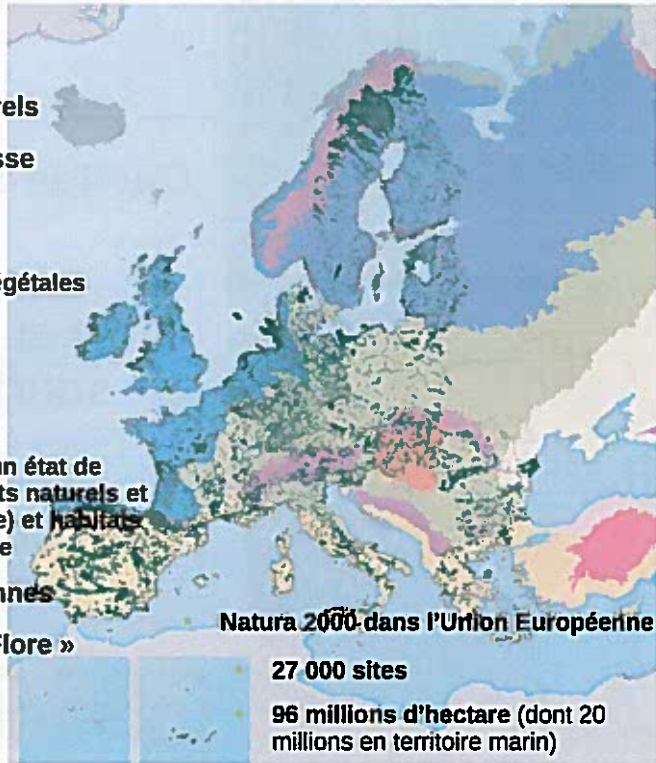 rels
sse
égétales
n état de
ts naturels et
e) et habitats
e
nnes
Natura 2000 dans l'Union Européenne
Flore »
27 000 sites
96 millions d'hectare (dont 20
millions en territoire marin)